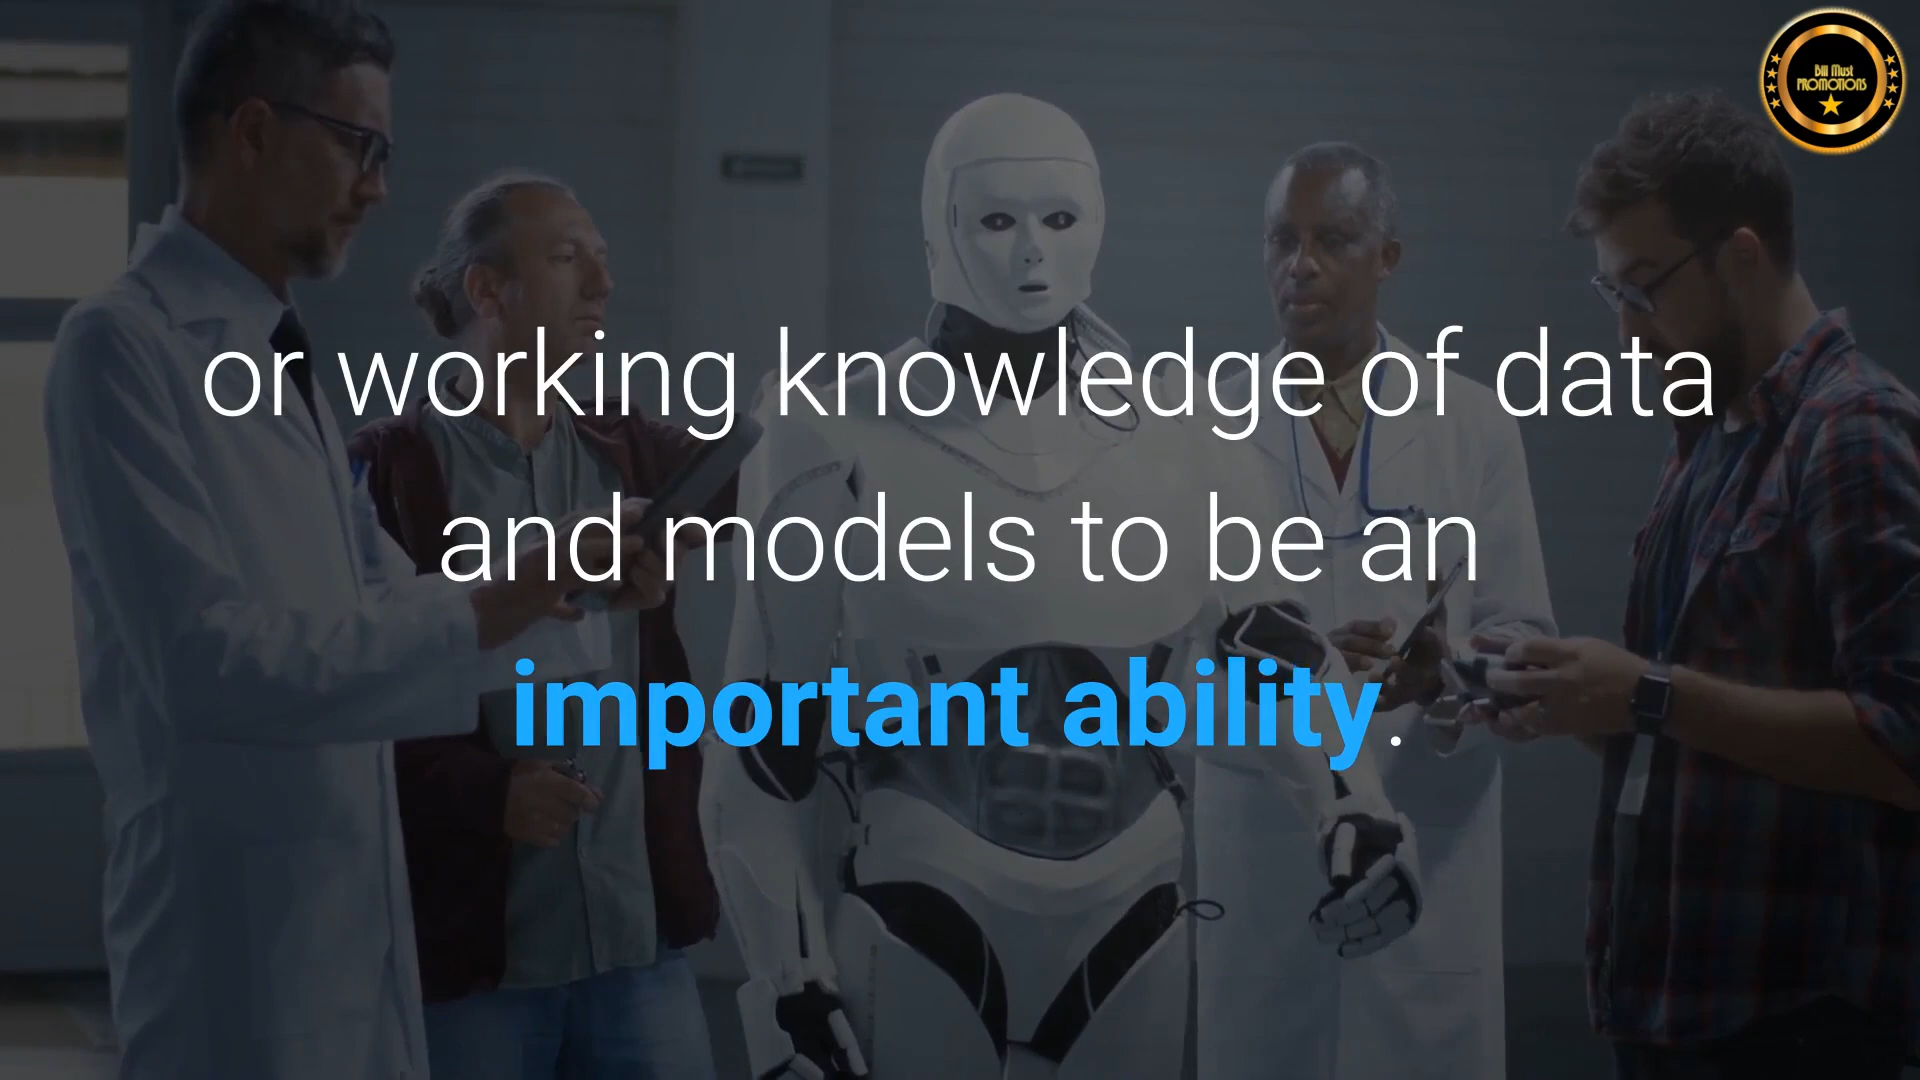 Bill Must
PROMOTIONS
or working knowledge of data
and models to be an
important ability.